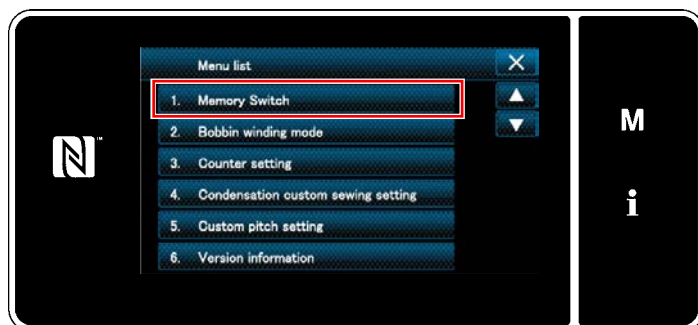 Menu list
1. Memory Switch
2. Bobbin winding mode
3. Counter setting
4. Condensation custom sewing setting
5. Custom pitch setting
6. Version information
N
M
i